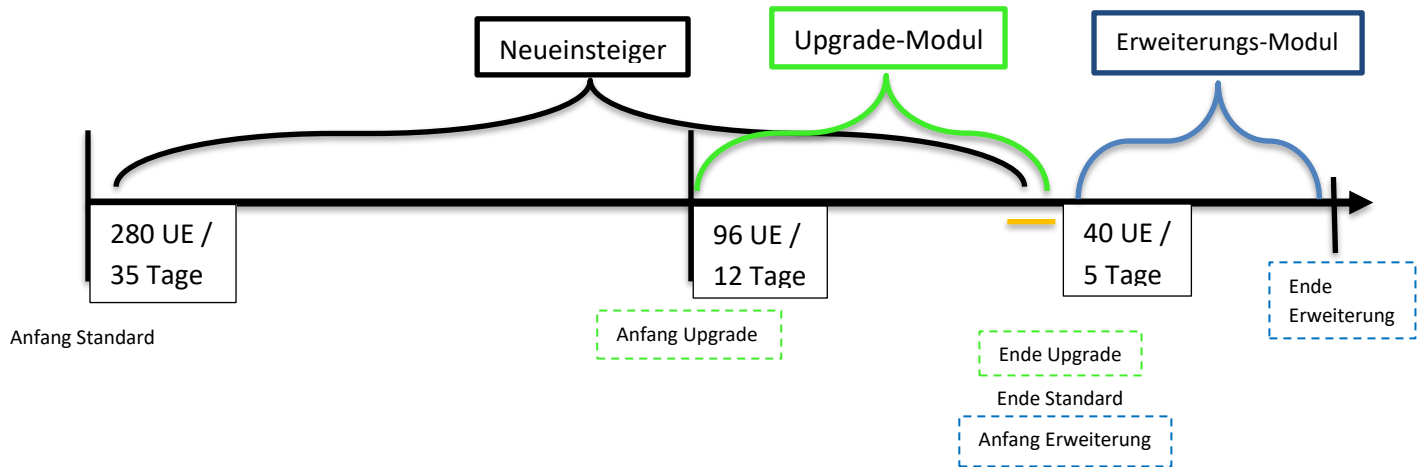 Neueinsteiger
Upgrade-Modul
Erweiterungs-Modul
280 UE /
35 Tage
96 UE /
12 Tage
40 UE /
5 Tage
Ende
Erweiterung
Anfang Standard
Anfang Upgrade
Ende Upgrade
Ende Standard
Anfang Erweiterung